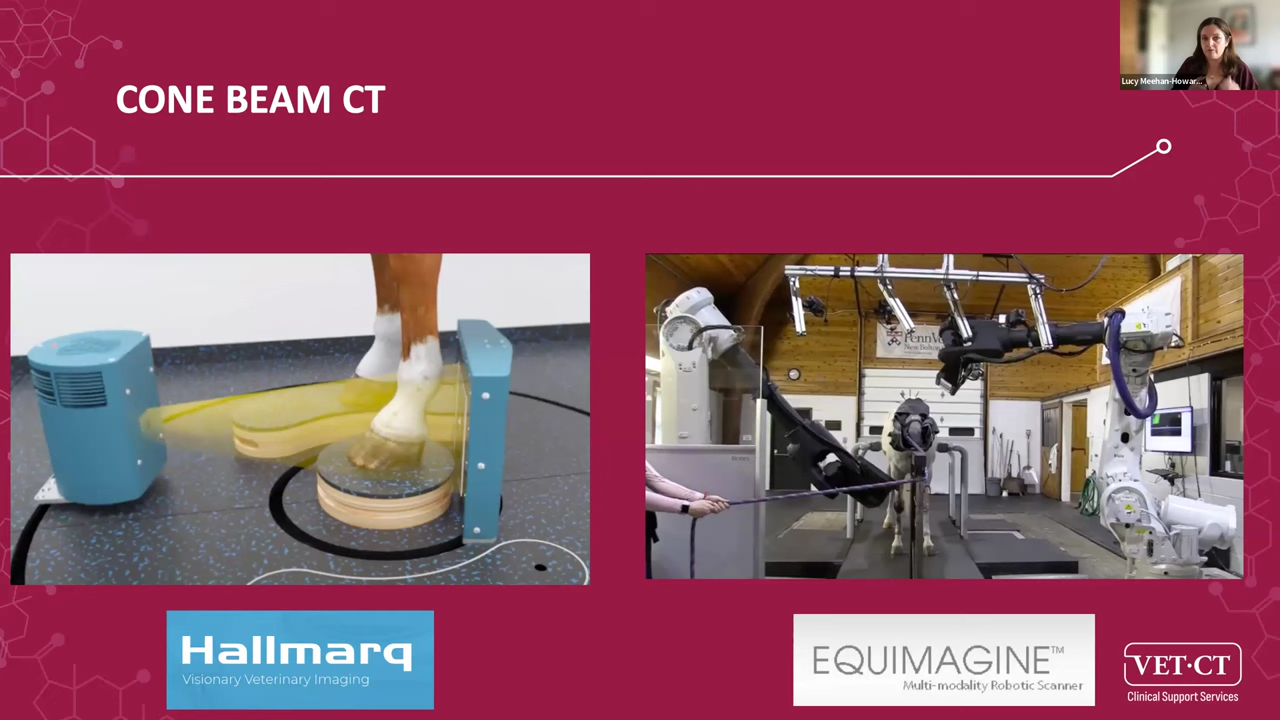 CONE BEAM CT
Lucy Meehan-Howar...
Hallmarq
Visionary Veterinary Imaging
EQUIMAGINE™
Multi-modality Robotic Scanner
VET·CT
Clinical Support Services